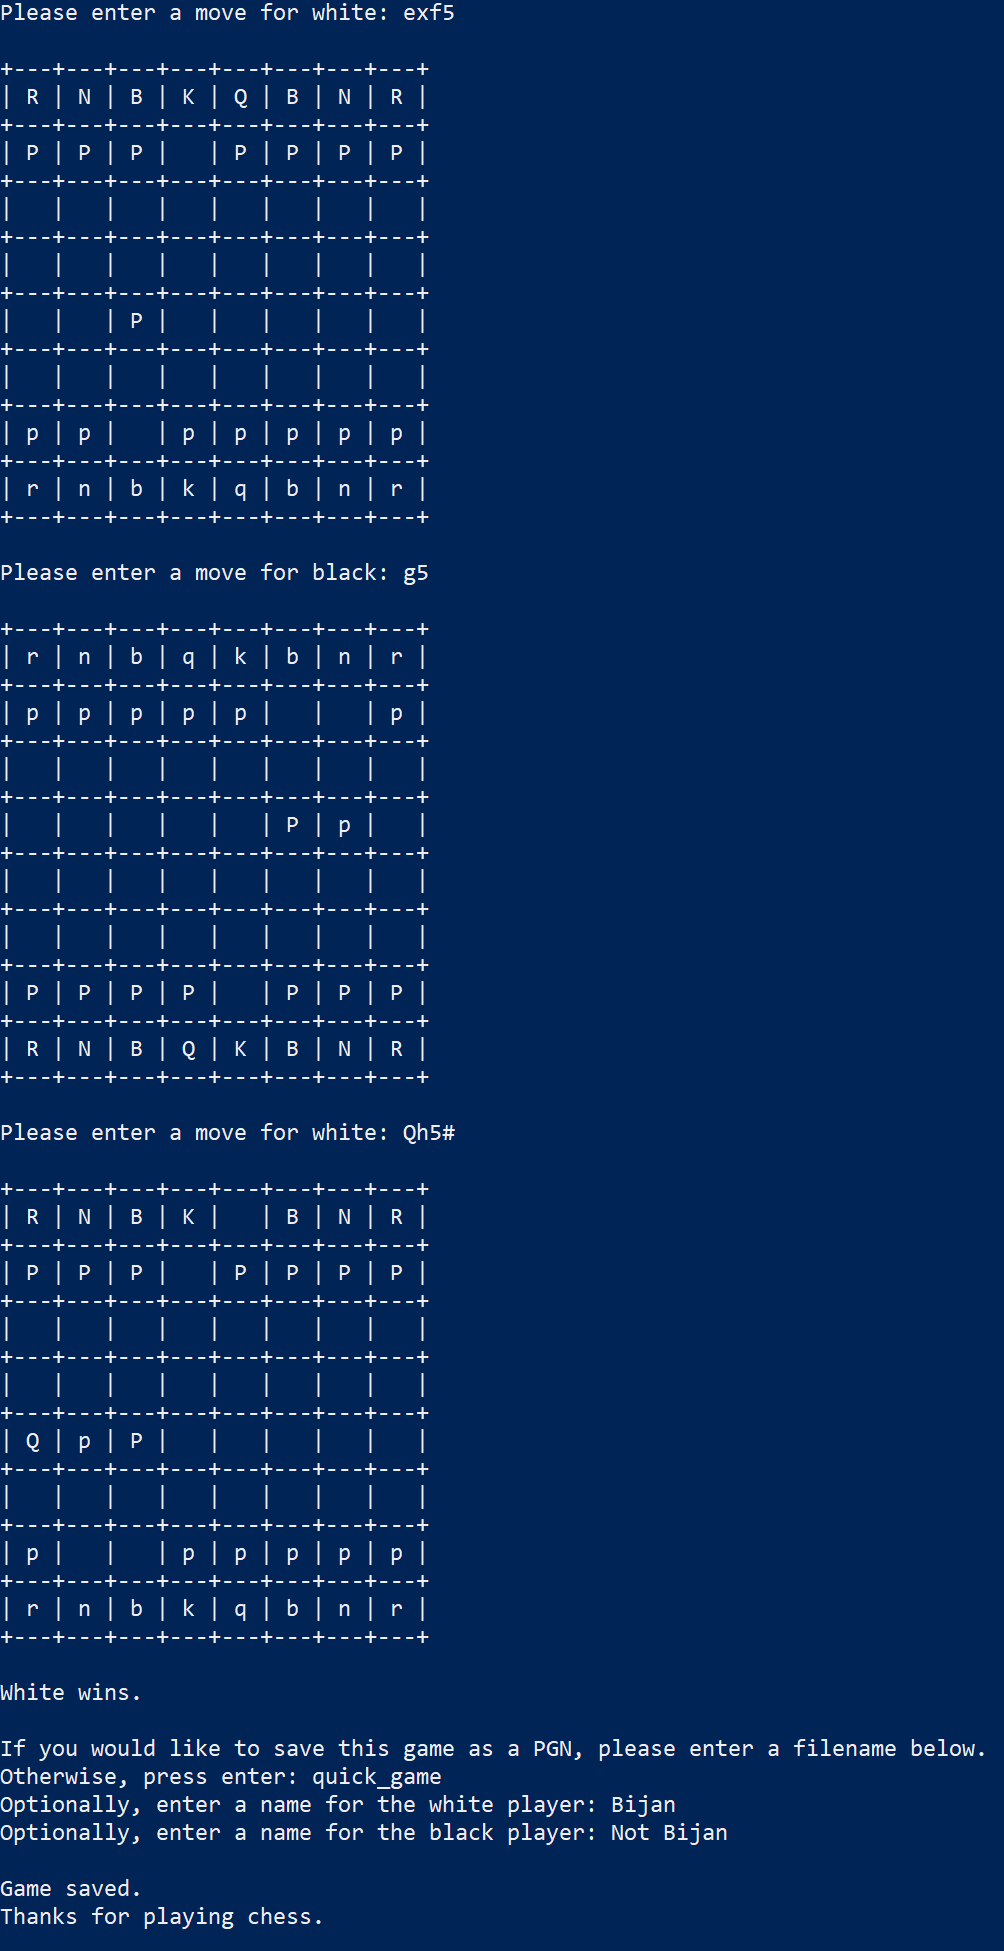 Please enter a move for white: exf5
+---+---+---+---+---+---+---+---+
| R | N | B | K | Q | B | N | R |
+---+---+---+---+---+---+---+---+
| P | P | P |   | P | P | P | P |
+---+---+---+---+---+---+---+---+
|   |   |   |   |   |   |   |   |
+---+---+---+---+---+---+---+---+
|   |   |   |   |   |   |   |   |
+---+---+---+---+---+---+---+---+
|   |   | P |   |   |   |   |   |
+---+---+---+---+---+---+---+---+
|   |   |   |   |   |   |   |   |
+---+---+---+---+---+---+---+---+
| p | p |   | p | p | p | p | p |
+---+---+---+---+---+---+---+---+
| r | n | b | k | q | b | n | r |
+---+---+---+---+---+---+---+---+
Please enter a move for black: g5
+---+---+---+---+---+---+---+---+
| r | n | b | q | k | b | n | r |
+---+---+---+---+---+---+---+---+
| p | p | p | p | p |   |   | p |
+---+---+---+---+---+---+---+---+
|   |   |   |   |   |   |   |   |
+---+---+---+---+---+---+---+---+
|   |   |   |   |   | P | p |   |
+---+---+---+---+---+---+---+---+
|   |   |   |   |   |   |   |   |
+---+---+---+---+---+---+---+---+
|   |   |   |   |   |   |   |   |
+---+---+---+---+---+---+---+---+
| P | P | P | P |   | P | P | P |
+---+---+---+---+---+---+---+---+
| R | N | B | Q | K | B | N | R |
+---+---+---+---+---+---+---+---+
Please enter a move for white: Qh5#
+---+---+---+---+---+---+---+---+
| R | N | B | K |   | B | N | R |
+---+---+---+---+---+---+---+---+
| P | P | P |   | P | P | P | P |
+---+---+---+---+---+---+---+---+
|   |   |   |   |   |   |   |   |
+---+---+---+---+---+---+---+---+
|   |   |   |   |   |   |   |   |
+---+---+---+---+---+---+---+---+
| Q | p | P |   |   |   |   |   |
+---+---+---+---+---+---+---+---+
|   |   |   |   |   |   |   |   |
+---+---+---+---+---+---+---+---+
| p |   |   | p | p | p | p | p |
+---+---+---+---+---+---+---+---+
| r | n | b | k | q | b | n | r |
+---+---+---+---+---+---+---+---+
White wins.
If you would like to save this game as a PGN, please enter a filename below.
Otherwise, press enter: quick_game
Optionally, enter a name for the white player: Bijan
Optionally, enter a name for the black player: Not Bijan
Game saved.
Thanks for playing chess.